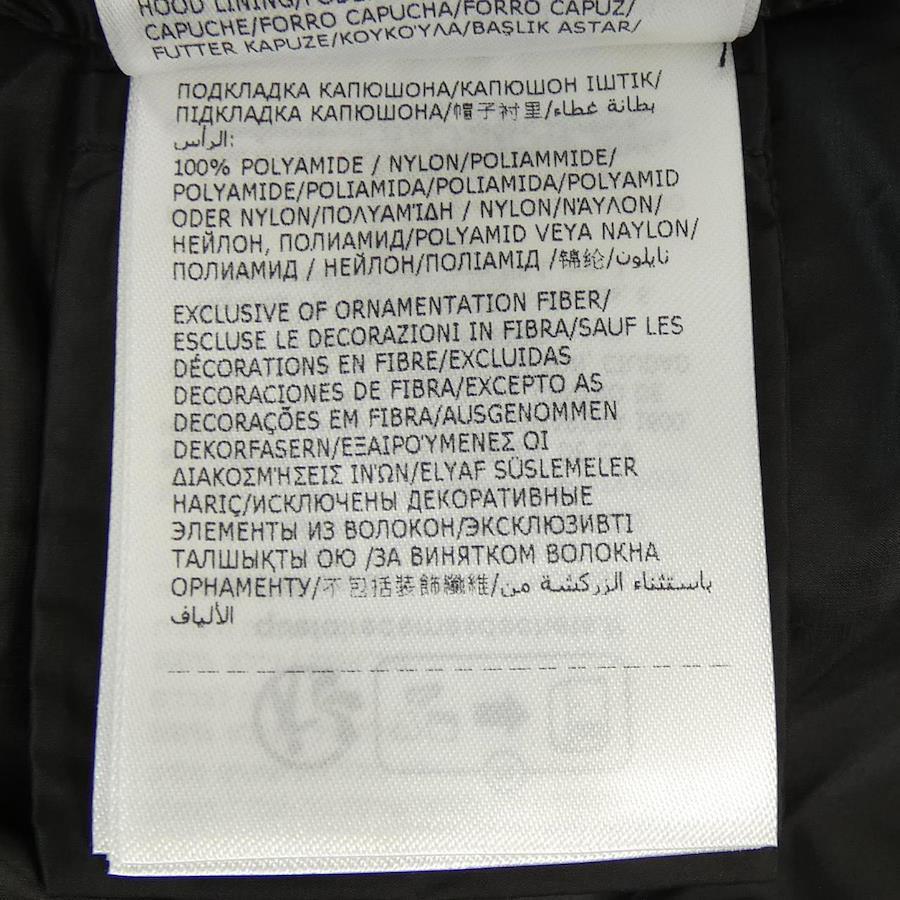 HOOD LINING/
CAPUCHE/FORRO CAPUCHA/FORRO CAPUZ/
FUTTER KAPUZE/ΚΟΥΚΟΎΛΑ/BAŞLIK ASTAR/
ПОДКЛАДКА КАПЮШОНА/КАПЮШОН ІШТІК/
ПІДКЛАДКА КАПЮШОНА/帽子衬里/بطانة غطاء
الرأس:
100% POLYAMIDE / NYLON/POLIAMMIDE/
POLYAMIDE/POLIAMIDA/POLIAMIDA/POLYAMID
ODER NYLON/ΠΟΛΥΑΜΊΔΗ / NYLON/ΝΆΥΛΟΝ/
НЕЙЛОН, ПОЛИАМИД/POLYAMID VEYA NAYLON/
ПОЛИАМИД / НЕЙЛОН/ПОЛІАМІД /锦纶/نايلون
EXCLUSIVE OF ORNAMENTATION FIBER/
ESCLUSE LE DECORAZIONI IN FIBRA/SAUF LES
DÉCORATIONS EN FIBRE/EXCLUIDAS
DECORACIONES DE FIBRA/EXCEPTO AS
DECORAÇÕES EM FIBRA/AUSGENOMMEN
DEKORFASERN/ΕΞΑΙΡΟΎΜΕΝΕΣ ΟΙ
ΔΙΑΚΟΣΜΉΣΕΙΣ ΙΝΏΝ/ELYAF SÜSLEMELER
HARIÇ/ИСКЛЮЧЕНЫ ДЕКОРАТИВНЫЕ
ЭЛЕМЕНТЫ ИЗ ВОЛОКОН/ЭКСКЛЮЗИВТІ
ТАЛШЫҚТЫ ОЮ /ЗА ВИНЯТКОМ ВОЛОКНА
ОРНАМЕНТУ/不包括装飾纖維/باستثناء الزركشة من
الألياف